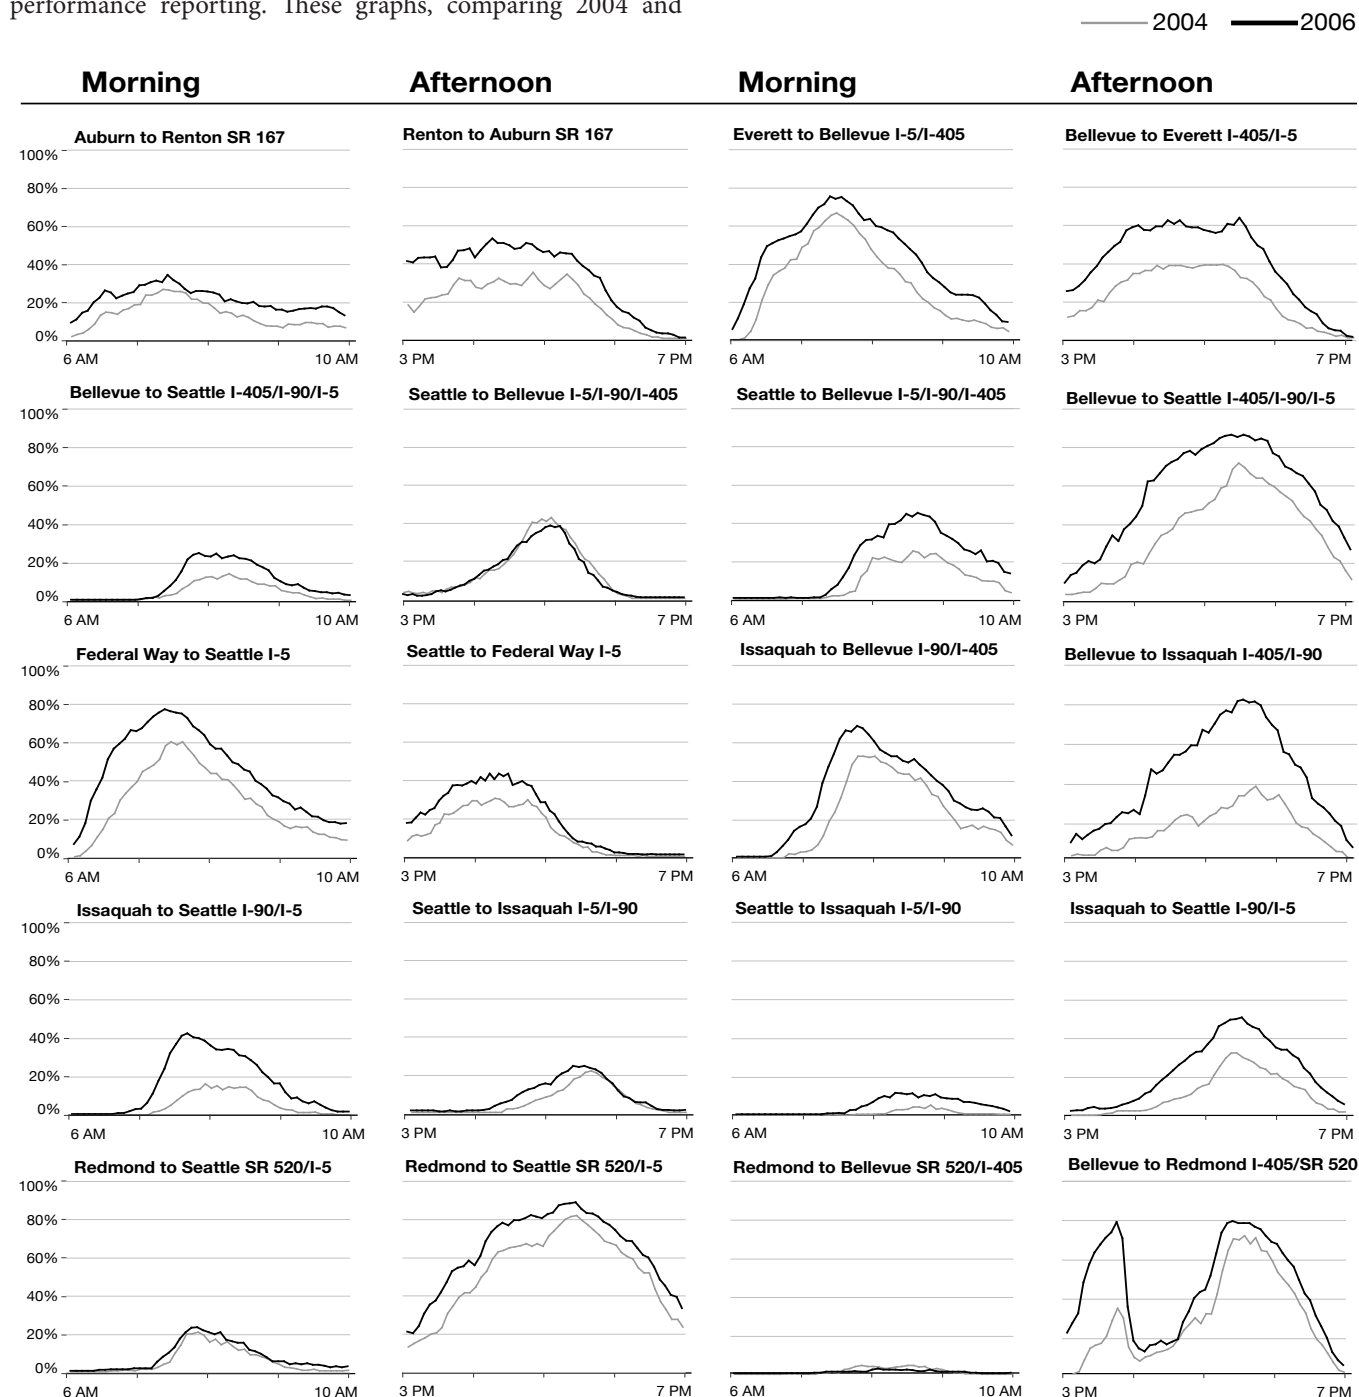 performance reporting. These graphs, comparing 2004 and
2004 2006
Morning Afternoon Morning Afternoon
Auburn to Renton SR 167
100%
80%
60%
40%
20%
0%
6 AM 10 AM
Renton to Auburn SR 167
3 PM 7 PM
Everett to Bellevue I-5/I-405
6 AM 10 AM
Bellevue to Everett I-405/I-5
3 PM 7 PM
Bellevue to Seattle I-405/I-90/I-5
100%
80%
60%
40%
20%
0%
6 AM 10 AM
Seattle to Bellevue I-5/I-90/I-405
3 PM 7 PM
Seattle to Bellevue I-5/I-90/I-405
6 AM 10 AM
Bellevue to Seattle I-405/I-90/I-5
3 PM 7 PM
Federal Way to Seattle I-5
100%
80%
60%
40%
20%
0%
6 AM 10 AM
Seattle to Federal Way I-5
3 PM 7 PM
Issaquah to Bellevue I-90/I-405
6 AM 10 AM
Bellevue to Issaquah I-405/I-90
3 PM 7 PM
Issaquah to Seattle I-90/I-5
100%
80%
60%
40%
20%
0%
6 AM 10 AM
Seattle to Issaquah I-5/I-90
3 PM 7 PM
Seattle to Issaquah I-5/I-90
6 AM 10 AM
Issaquah to Seattle I-90/I-5
3 PM 7 PM
Redmond to Seattle SR 520/I-5
100%
80%
60%
40%
20%
0%
6 AM 10 AM
Redmond to Seattle SR 520/I-5
3 PM 7 PM
Redmond to Bellevue SR 520/I-405
6 AM 10 AM
Bellevue to Redmond I-405/SR 520
3 PM 7 PM